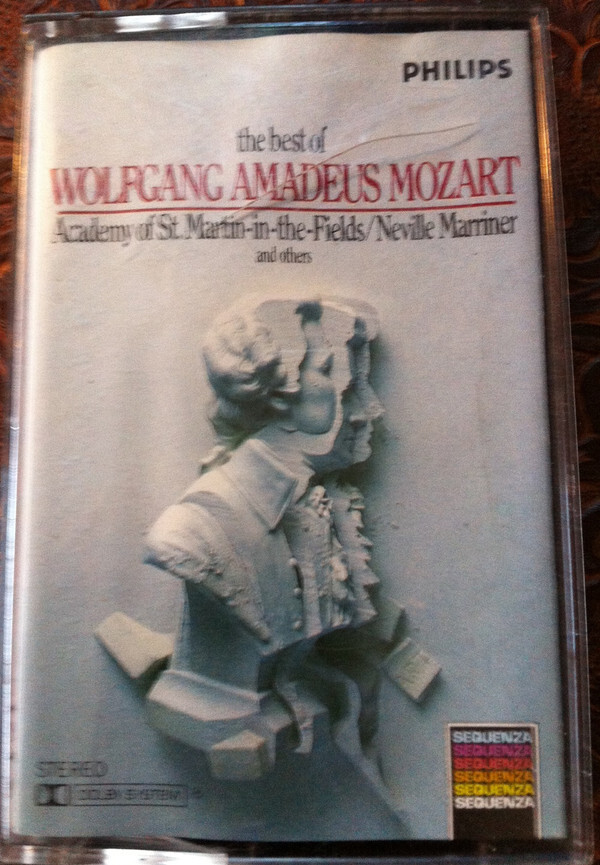 PHILIPS
the best of
WOLFGANG AMADEUS MOZART
Academy of St. Martin-in-the-Fields/Neville Marriner
and others
STEREO
DOLBY SYSTEM ®
SEQUENZA
SEQUENZA
SEQUENZA
SEQUENZA
SEQUENZA
SEQUENZA